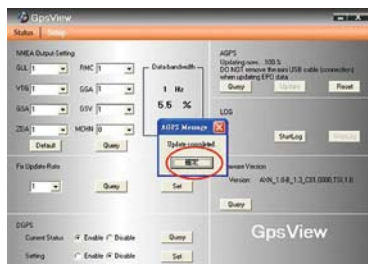 GpsView
Status Setting
NMEA Output Setting
GLL 1 RMC 1
VTG 1 GGA 1
GSA 1 GSV 1
ZDA 1 MCHN 0
Default Query
Data bandwidth
1 Hz
5.5 %
AGPS
Updating now... 100 %
DO NOT remove the mini USB cable (connection)
when updating EPO data
Query Update Reset
LOG
StartLog
AGPS Message
Update completed
確定
Fix Update Rate
1 Query Set
Firmware Version
Version:
Query
DGPS
Current Status Enable Disable Query
Setting Enable Disable Set
GpsView